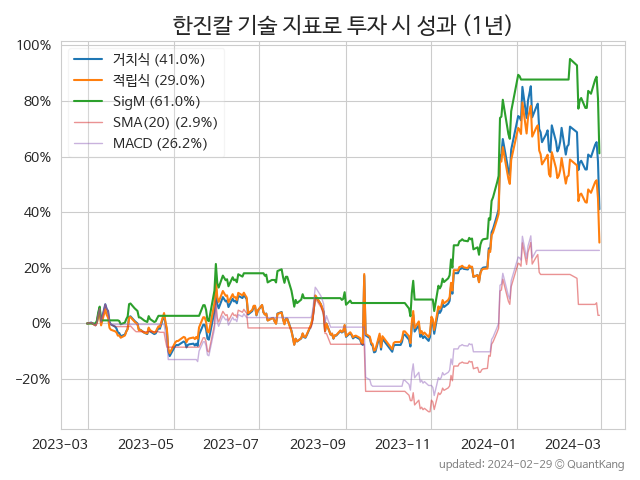 한진칼 기술 지표로 투자 시 성과 (1년)
100%
80%
60%
40%
20%
0%
−20%
거치식 (41.0%)
적립식 (29.0%)
SigM (61.0%)
SMA(20) (2.9%)
MACD (26.2%)
2023-03
2023-05
2023-07
2023-09
2023-11
2024-01
2024-03
updated: 2024-02-29 © QuantKang